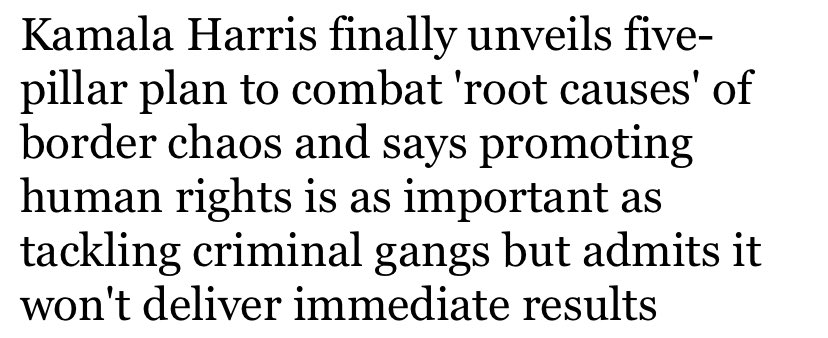 Kamala Harris finally unveils five-
pillar plan to combat 'root causes' of
border chaos and says promoting
human rights is as important as
tackling criminal gangs but admits it
won't deliver immediate results